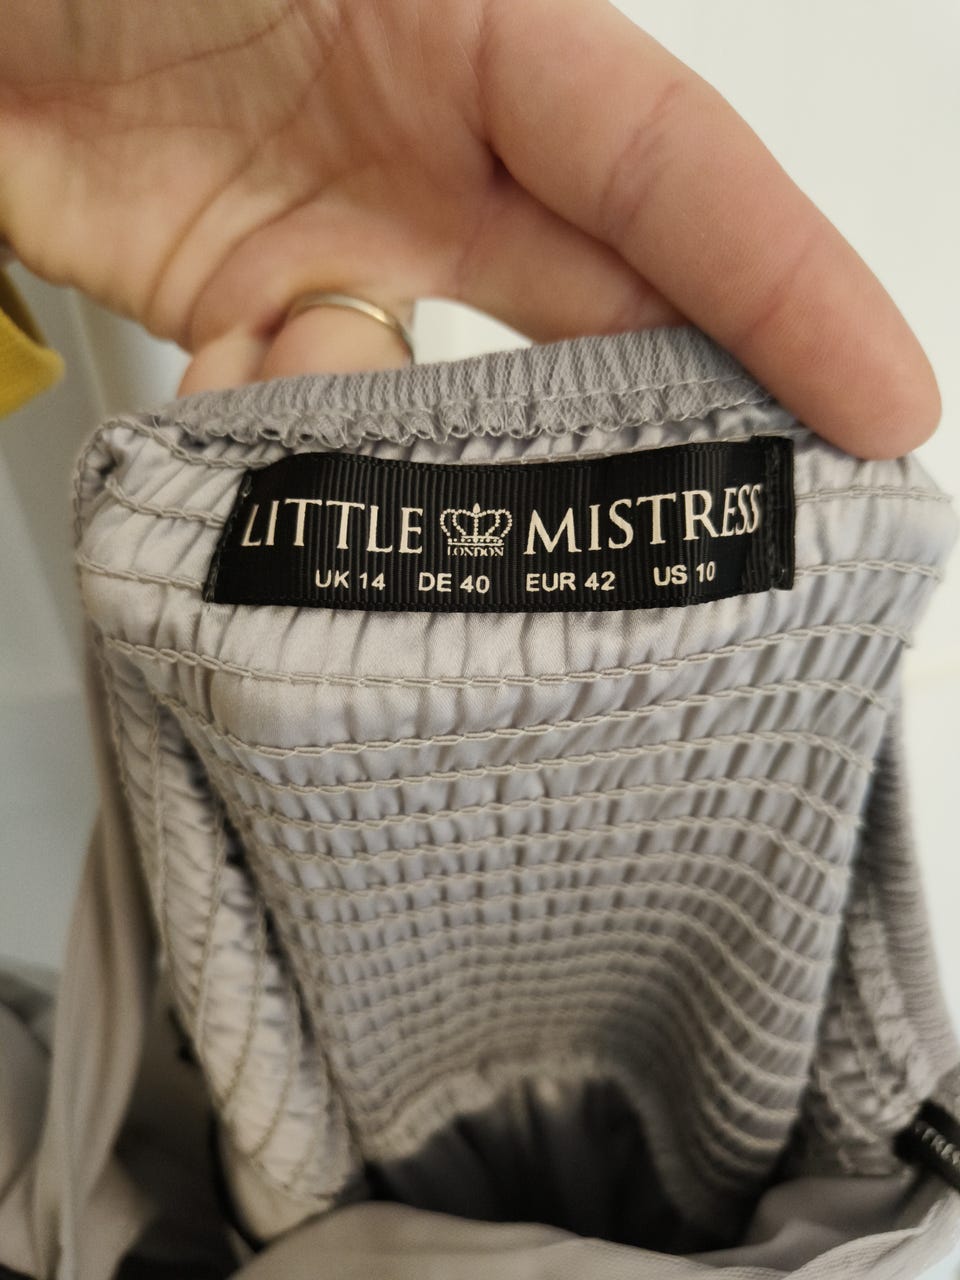 LITTLE LONDON MISTRESS
UK 14 DE 40 EUR 42 US 10